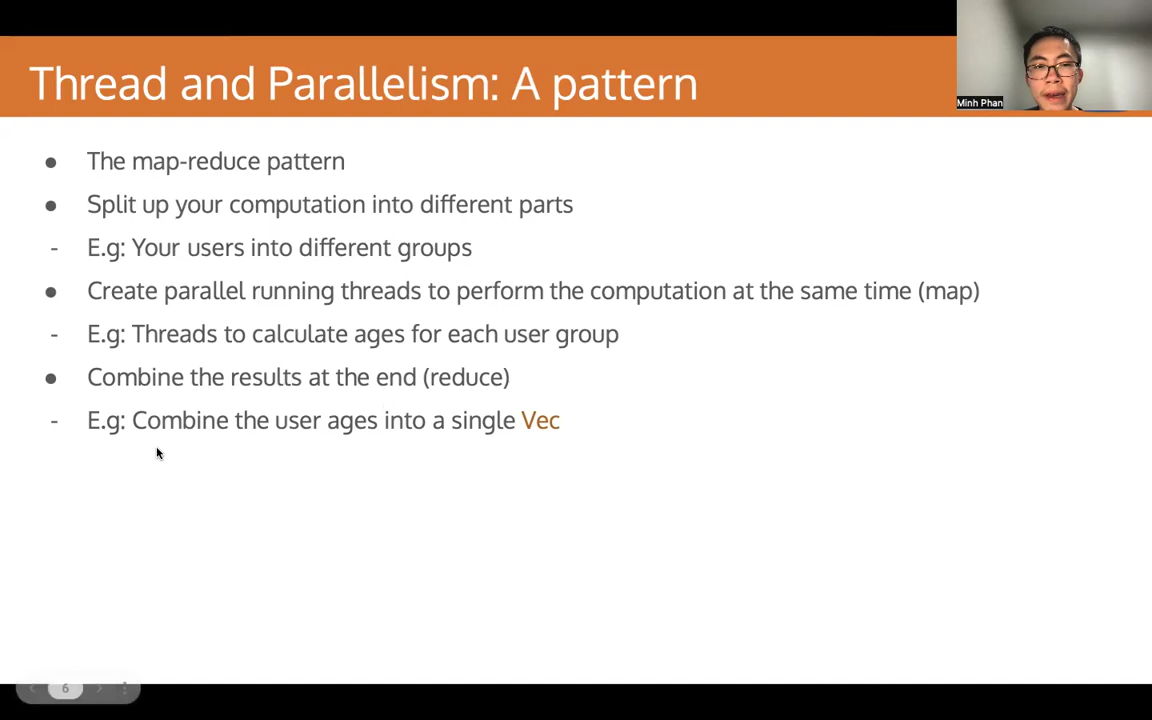 Thread and Parallelism: A pattern
Minh Phan
● The map-reduce pattern
● Split up your computation into different parts
- E.g: Your users into different groups
● Create parallel running threads to perform the computation at the same time (map)
- E.g: Threads to calculate ages for each user group
● Combine the results at the end (reduce)
- E.g: Combine the user ages into a single Vec
6